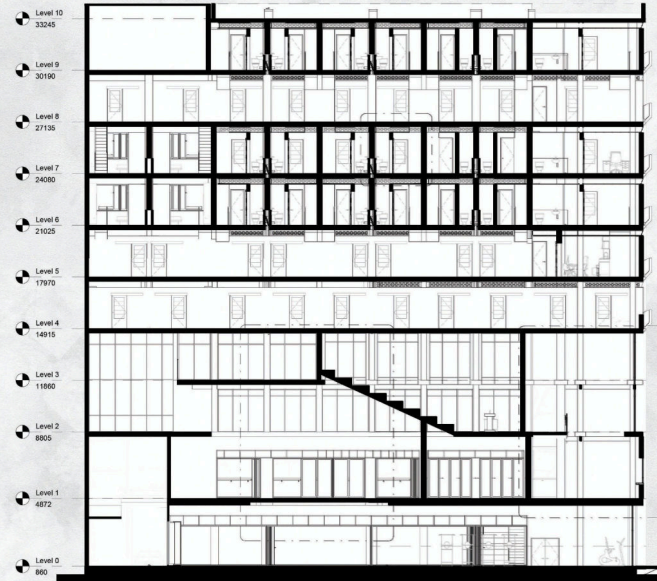 Level 10
33245
Level 9
30190
Level 8
27135
Level 7
24080
Level 6
21025
Level 5
17970
Level 4
14915
Level 3
11860
Level 2
8805
Level 1
4872
Level 0
860